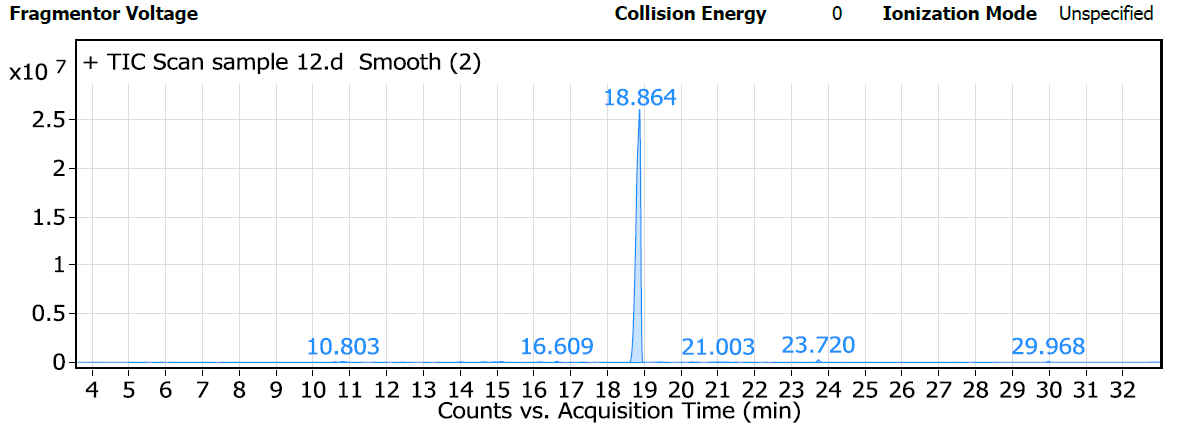 Fragmentor Voltage Collision Energy 0 Ionization Mode Unspecified
x10 7
+ TIC Scan sample 12.d Smooth (2)
18.864
2.5
2
1.5
1
0.5
10.803 16.609 21.003 23.720 29.968
0
4 5 6 7 8 9 10 11 12 13 14 15 16 17 18 19 20 21 22 23 24 25 26 27 28 29 30 31 32
Counts vs. Acquisition Time (min)